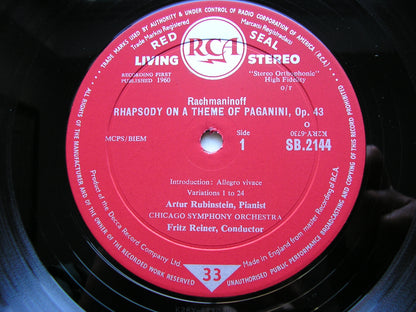 TRADE MARKS USED BY AUTHORITY & UNDER CONTROL OF RADIO CORPORATION OF AMERICA (R.C.A.)
Trade Mark(s) Registered
Marca(s) Registrada(s)
RCA
RED SEAL
LIVING STEREO
RECORDING FIRST
PUBLISHED 1960
"Stereo Orthophonic"
High Fidelity
o/r
Rachmaninoff
RHAPSODY ON A THEME OF PAGANINI, Op. 43
O
MCPS/BIEM
Side
1
K2RY-6730
SB.2144
Introduction: Allegro vivace
Variations 1 to 24
Artur Rubinstein, Pianist
CHICAGO SYMPHONY ORCHESTRA
Fritz Reiner, Conductor
33
Product of the Decca Record Company Ltd.
Made in England from master Recording of R.C.A.
ALL RIGHTS OF THE MANUFACTURER AND OF THE OWNER OF THE RECORDED WORK RESERVED
UNAUTHORISED PUBLIC PERFORMANCE BROADCASTING AND COPYING OF THIS RECORD PROHIBITED